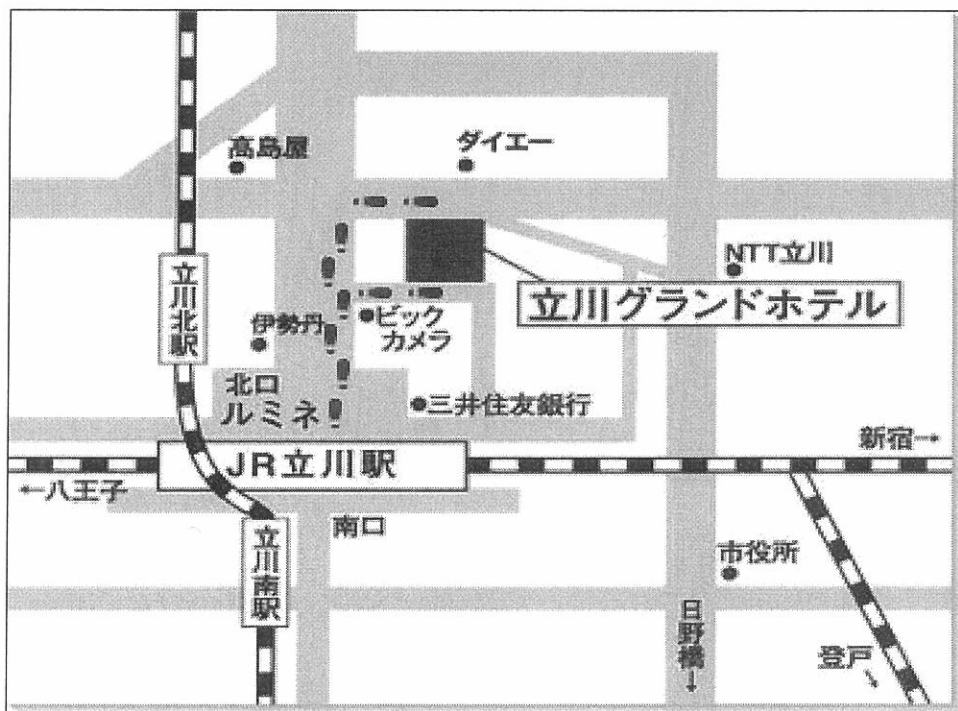 高島屋
ダイエー
NTT立川
立川グランドホテル
立川北駅
伊勢丹
ビック
カメラ
北口
ルミネ
三井住友銀行
新宿→
JR立川駅
←八王子
南口
立川南駅
市役所
日野橋↓
登戸↘